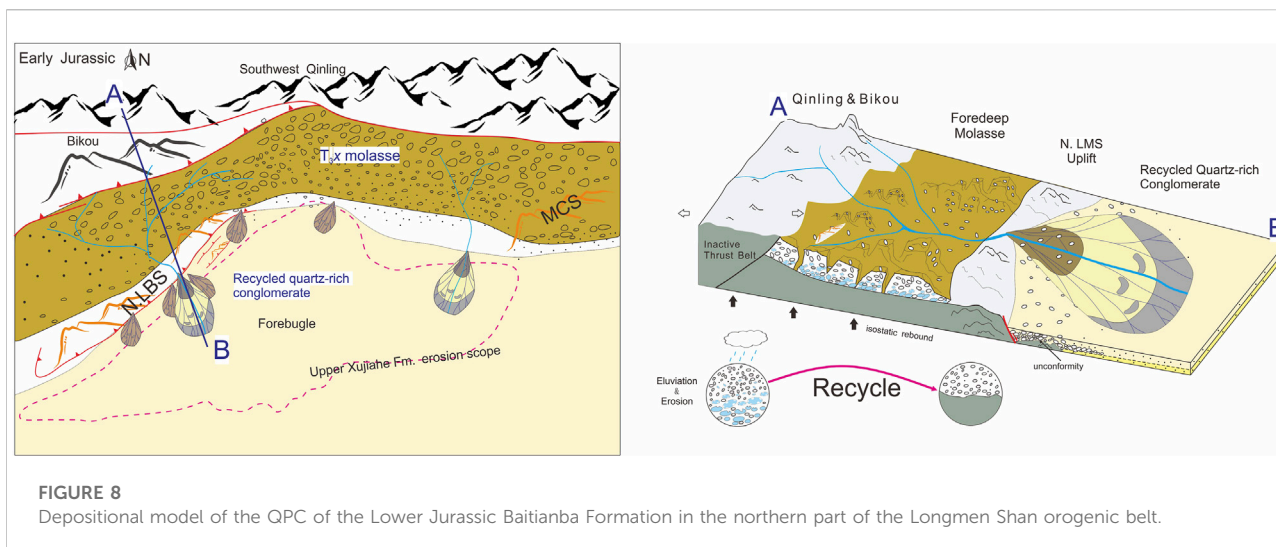 Early Jurassic
N
Southwest Qinling
A
Bikou
T₃x molasse
MCS
N.LBS
Recycled quartz-rich
conglomerate
Forebugle
B
Upper Xujiahe Fm. erosion scope
A
Qinling & Bikou
Foredeep
Molasse
N. LMS
Uplift
Recycled Quartz-rich
Conglomerate
B
Inactive
Thrust Belt
isostatic rebound
unconformity
Eluviation
&
Erosion
Recycle
FIGURE 8
Depositional model of the QPC of the Lower Jurassic Baitianba Formation in the northern part of the Longmen Shan orogenic belt.